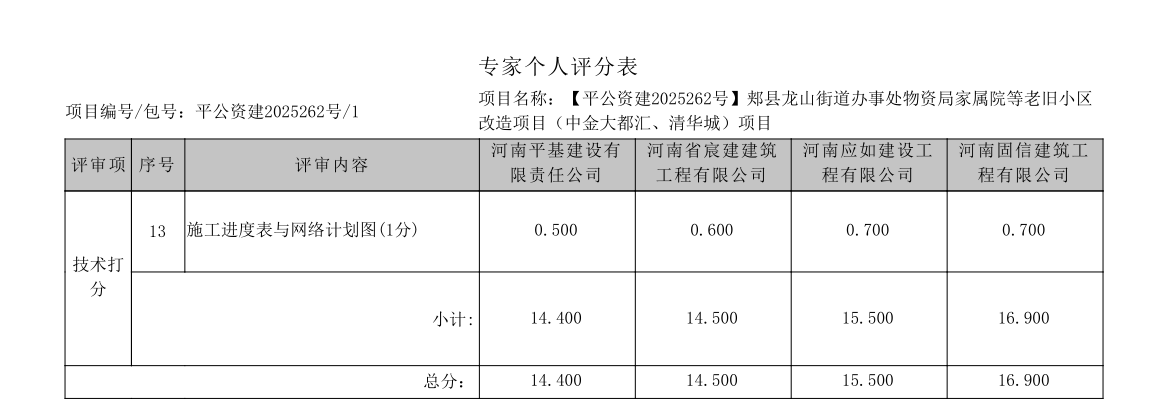 专家个人评分表
项目编号/包号：平公资建2025262号/1
项目名称：【平公资建2025262号】郏县龙山街道办事处物资局家属院等老旧小区
改造项目（中金大都汇、清华城）项目
评审项 序号 评审内容 河南平基建设有 河南省宸建建筑 河南应如建设工 河南固信建筑工
限责任公司 工程有限公司 程有限公司 程有限公司
技术打
分
13 施工进度表与网络计划图(1分) 0.500 0.600 0.700 0.700
小计: 14.400 14.500 15.500 16.900
总分： 14.400 14.500 15.500 16.900